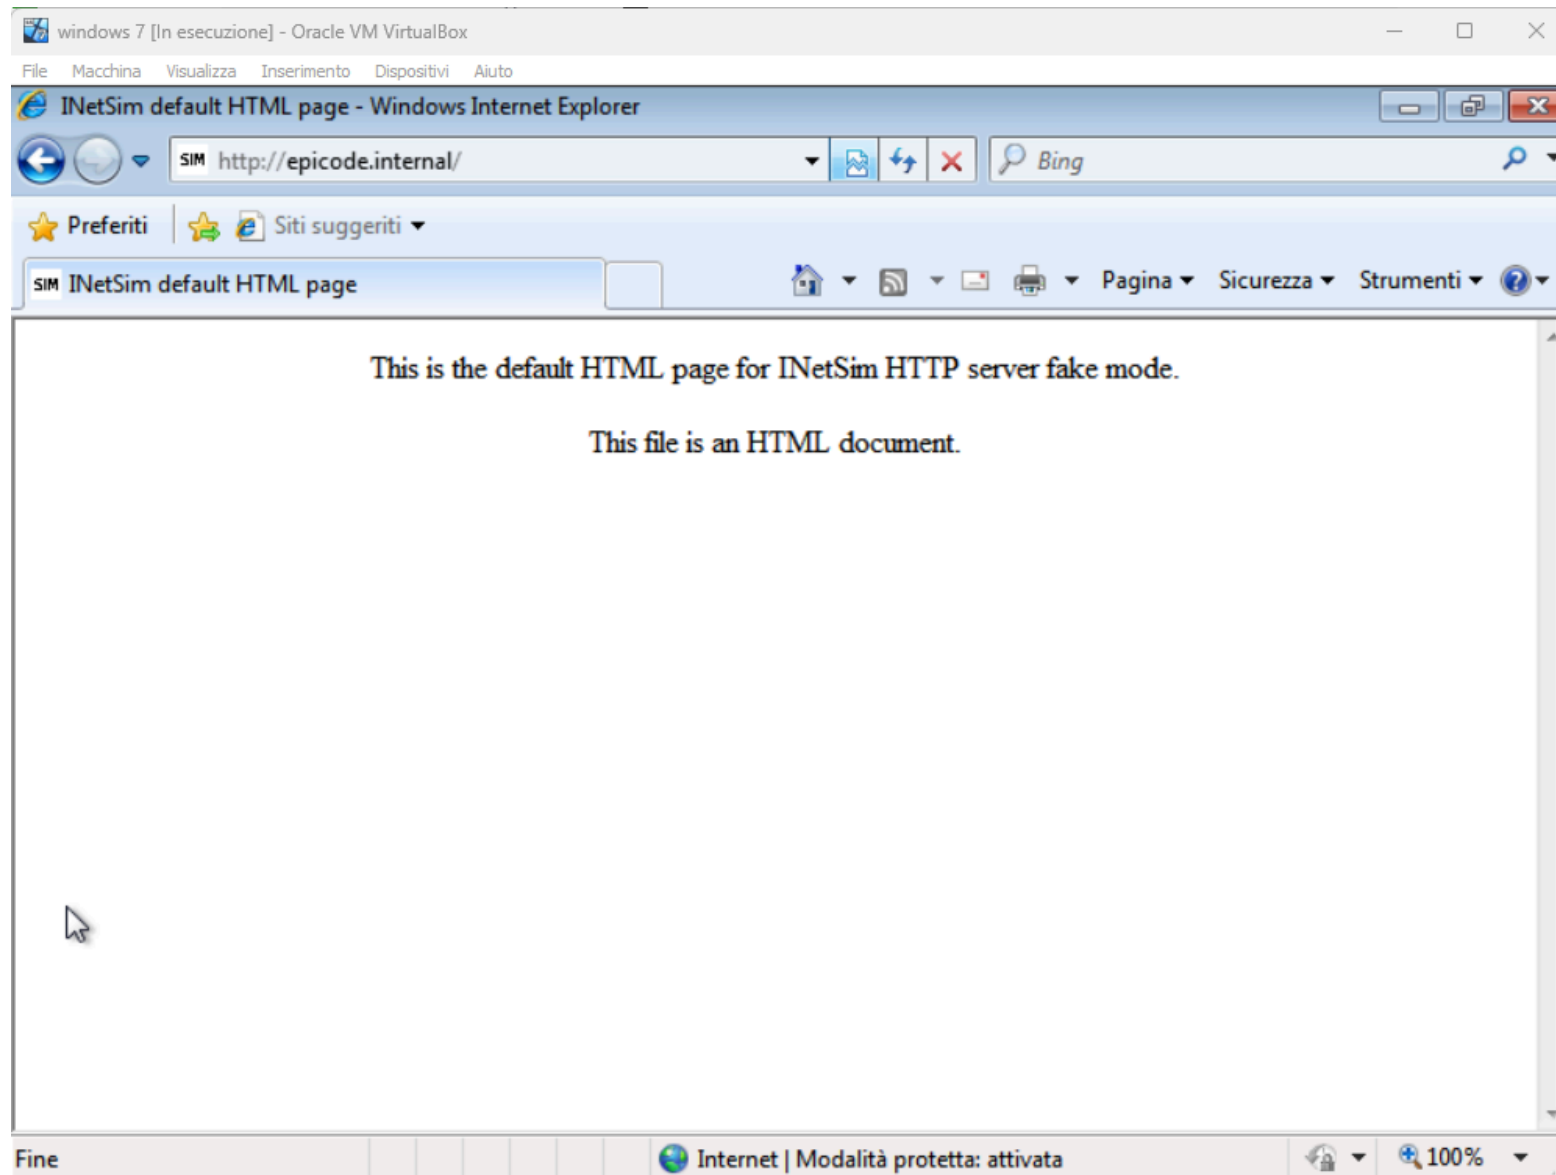 windows 7 [In esecuzione] - Oracle VM VirtualBox
File Macchina Visualizza Inserimento Dispositivi Aiuto
INetSim default HTML page - Windows Internet Explorer
SIM http://epicode.internal/ Bing
Preferiti Siti suggeriti
SIM INetSim default HTML page Pagina Sicurezza Strumenti
This is the default HTML page for INetSim HTTP server fake mode.
This file is an HTML document.
Fine Internet | Modalità protetta: attivata 100%